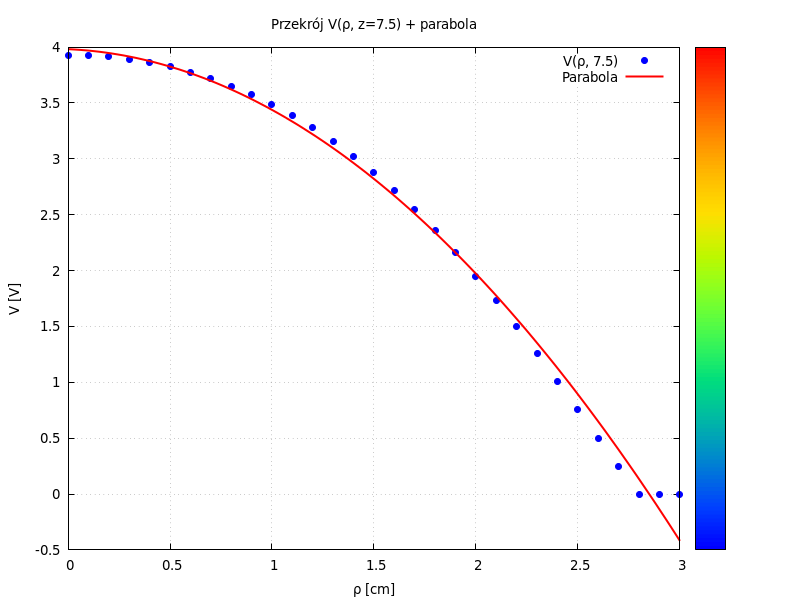 Przekrój V(ρ, z=7.5) + parabola
V(ρ, 7.5)
Parabola
4
3.5
3
2.5
2
1.5
1
0.5
0
-0.5
V [V]
0 0.5 1 1.5 2 2.5 3
ρ [cm]